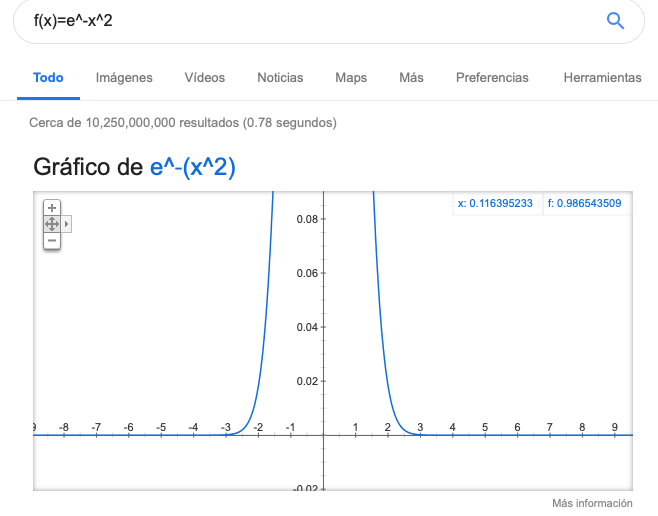 f(x)=e^-x^2
Todo Imágenes Vídeos Noticias Maps Más Preferencias Herramientas
Cerca de 10,250,000,000 resultados (0.78 segundos)
Gráfico de e^-(x^2)
x: 0.116395233 f: 0.986543509
0.08
0.06
0.04
0.02
9 -8 -7 -6 -5 -4 -3 -2 -1 1 2 3 4 5 6 7 8 9
-0.02
Más información